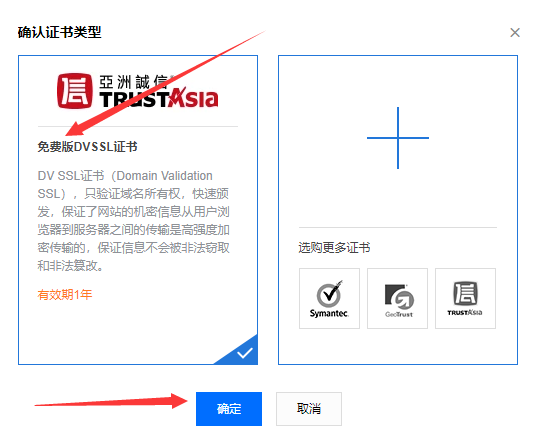 确认证书类型
亞洲誠信
TRUSTAsia
免费版DVSSL证书
DV SSL证书（Domain Validation
SSL），只验证域名所有权，快速颁
发，保证了网站的机密信息从用户浏
览器到服务器之间的传输是高强度加
密传输的，保证信息不会被非法窃取
和非法篡改。
有效期1年
选购更多证书
Symantec.
GeoTrust
TRUSTAsia
确定
取消